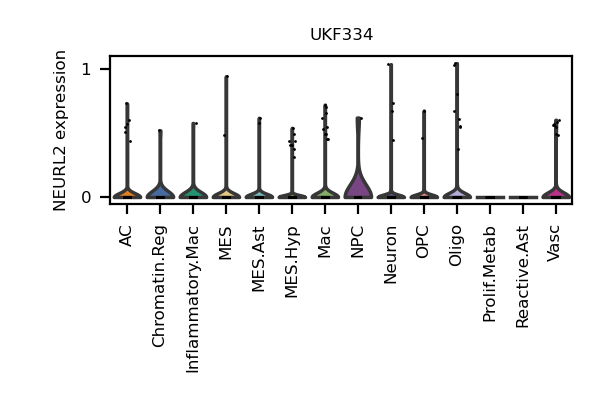 UKF334
NEURL2 expression
1
0
AC
Chromatin.Reg
Inflammatory.Mac
MES
MES.Ast
MES.Hyp
Mac
NPC
Neuron
OPC
Oligo
Prolif.Metab
Reactive.Ast
Vasc